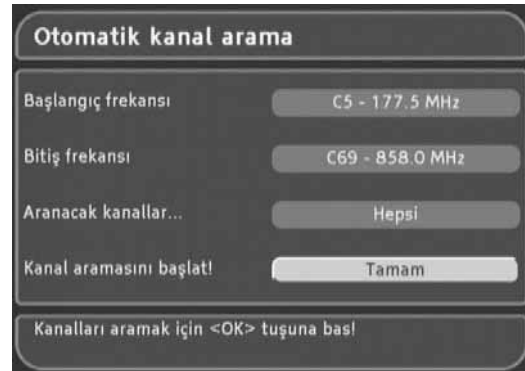 Otomatik kanal arama
Başlangıç frekansı C5 - 177.5 MHz
Bitiş frekansı C69 - 858.0 MHz
Aranacak kanallar... Hepsi
Kanal aramasını başlat! Tamam
Kanalları aramak için <OK> tuşuna bas!